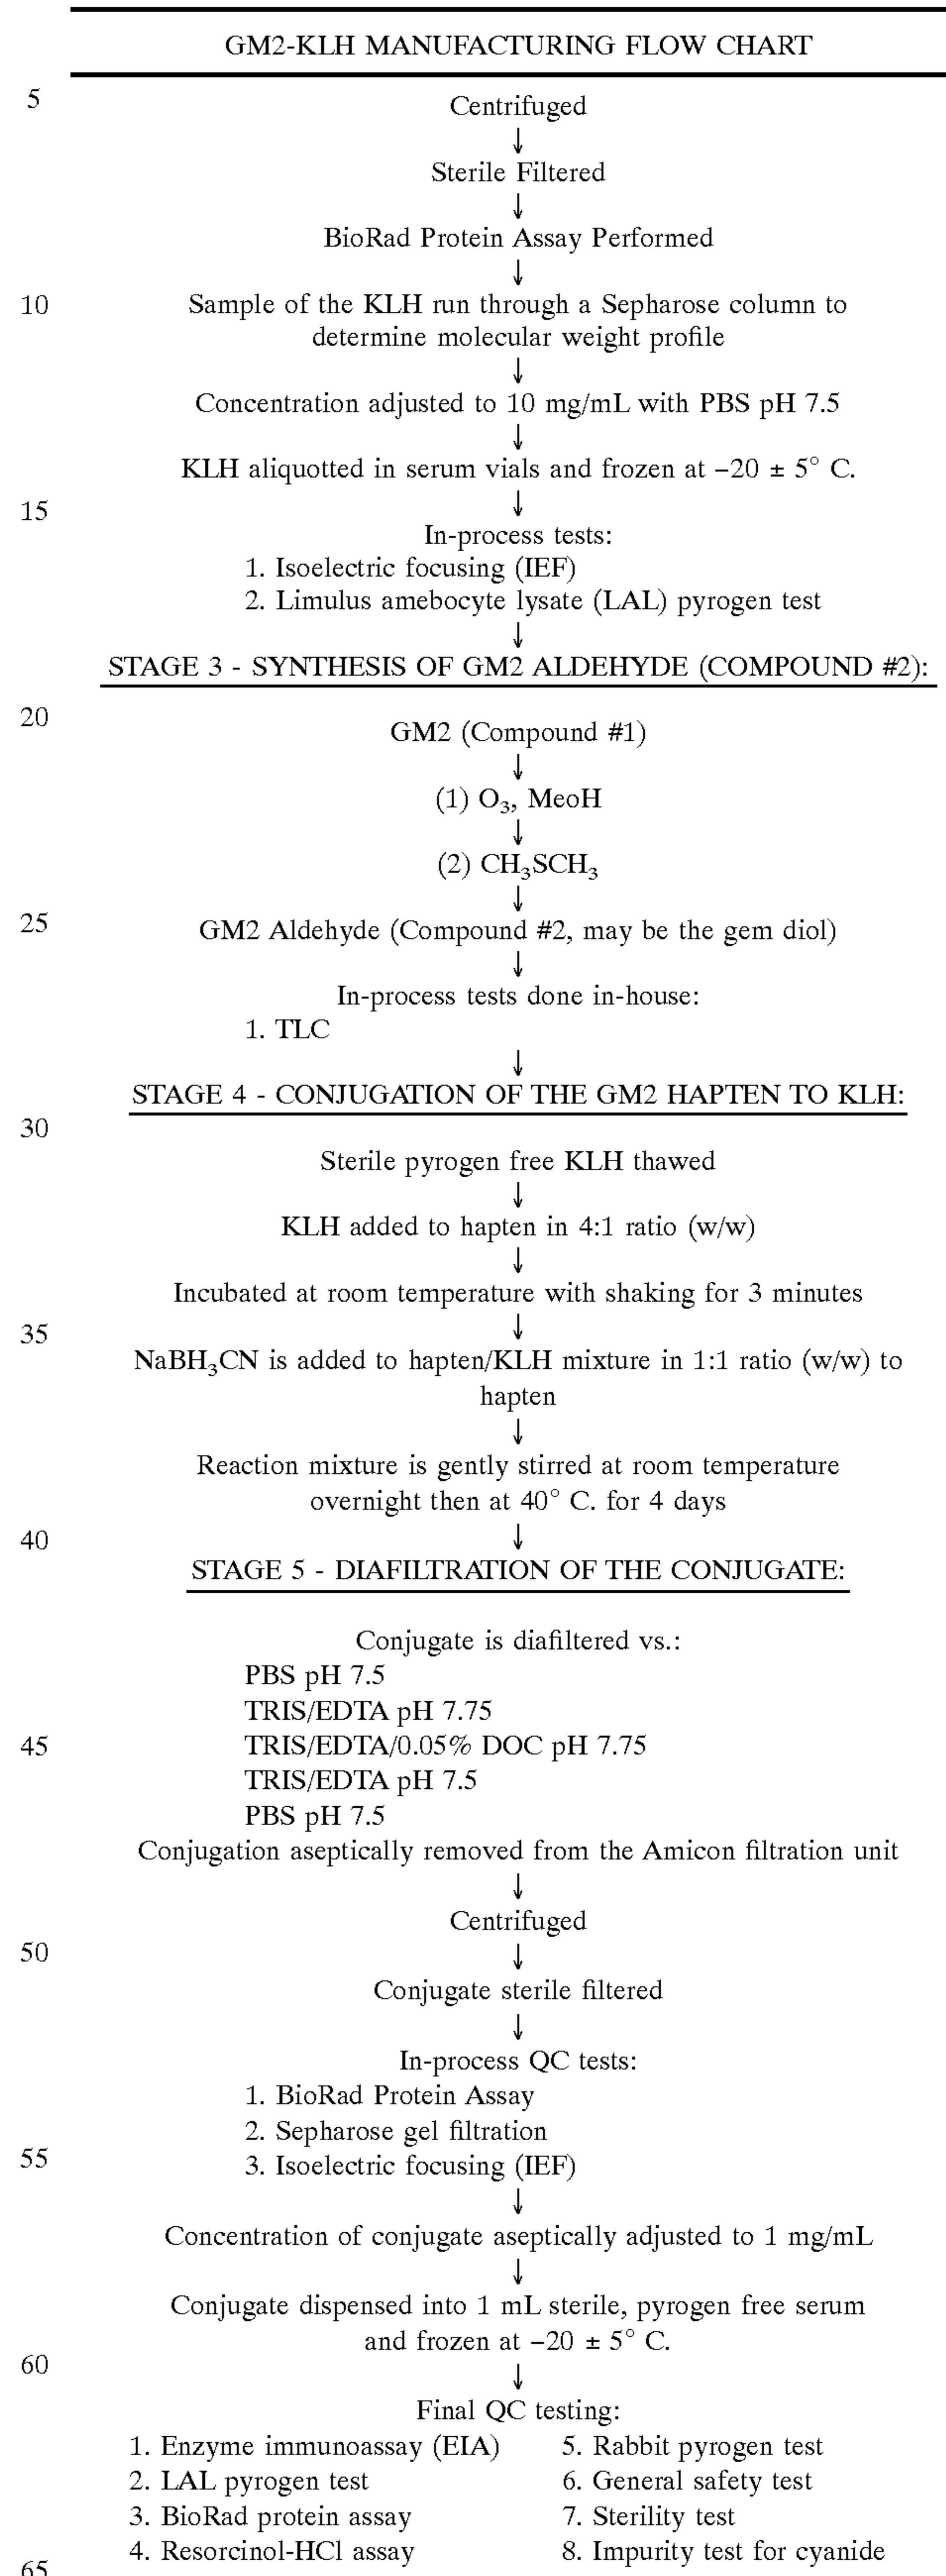 GM2-KLH MANUFACTURING FLOW CHART
5
Centrifuged
↓
Sterile Filtered
↓
BioRad Protein Assay Performed
↓
10
Sample of the KLH run through a Sepharose column to
determine molecular weight profile
↓
Concentration adjusted to 10 mg/mL with PBS pH 7.5
↓
KLH aliquotted in serum vials and frozen at −20 ± 5° C.
15
↓
In-process tests:
1. Isoelectric focusing (IEF)
2. Limulus amebocyte lysate (LAL) pyrogen test
↓
STAGE 3 - SYNTHESIS OF GM2 ALDEHYDE (COMPOUND #2):
20
GM2 (Compound #1)
↓
(1) O₃, MeoH
↓
(2) CH₃SCH₃
↓
25
GM2 Aldehyde (Compound #2, may be the gem diol)
↓
In-process tests done in-house:
1. TLC
↓
STAGE 4 - CONJUGATION OF THE GM2 HAPTEN TO KLH:
30
Sterile pyrogen free KLH thawed
↓
KLH added to hapten in 4:1 ratio (w/w)
↓
Incubated at room temperature with shaking for 3 minutes
35
↓
NaBH₃CN is added to hapten/KLH mixture in 1:1 ratio (w/w) to
hapten
↓
Reaction mixture is gently stirred at room temperature
overnight then at 40° C. for 4 days
40
↓
STAGE 5 - DIAFILTRATION OF THE CONJUGATE:
Conjugate is diafiltered vs.:
PBS pH 7.5
TRIS/EDTA pH 7.75
45
TRIS/EDTA/0.05% DOC pH 7.75
TRIS/EDTA pH 7.5
PBS pH 7.5
Conjugation aseptically removed from the Amicon filtration unit
↓
Centrifuged
50
↓
Conjugate sterile filtered
↓
In-process QC tests:
1. BioRad Protein Assay
2. Sepharose gel filtration
55
3. Isoelectric focusing (IEF)
↓
Concentration of conjugate aseptically adjusted to 1 mg/mL
↓
Conjugate dispensed into 1 mL sterile, pyrogen free serum
and frozen at −20 ± 5° C.
60
↓
Final QC testing:
1. Enzyme immunoassay (EIA) 5. Rabbit pyrogen test
2. LAL pyrogen test 6. General safety test
3. BioRad protein assay 7. Sterility test
4. Resorcinol-HCl assay 8. Impurity test for cyanide
65